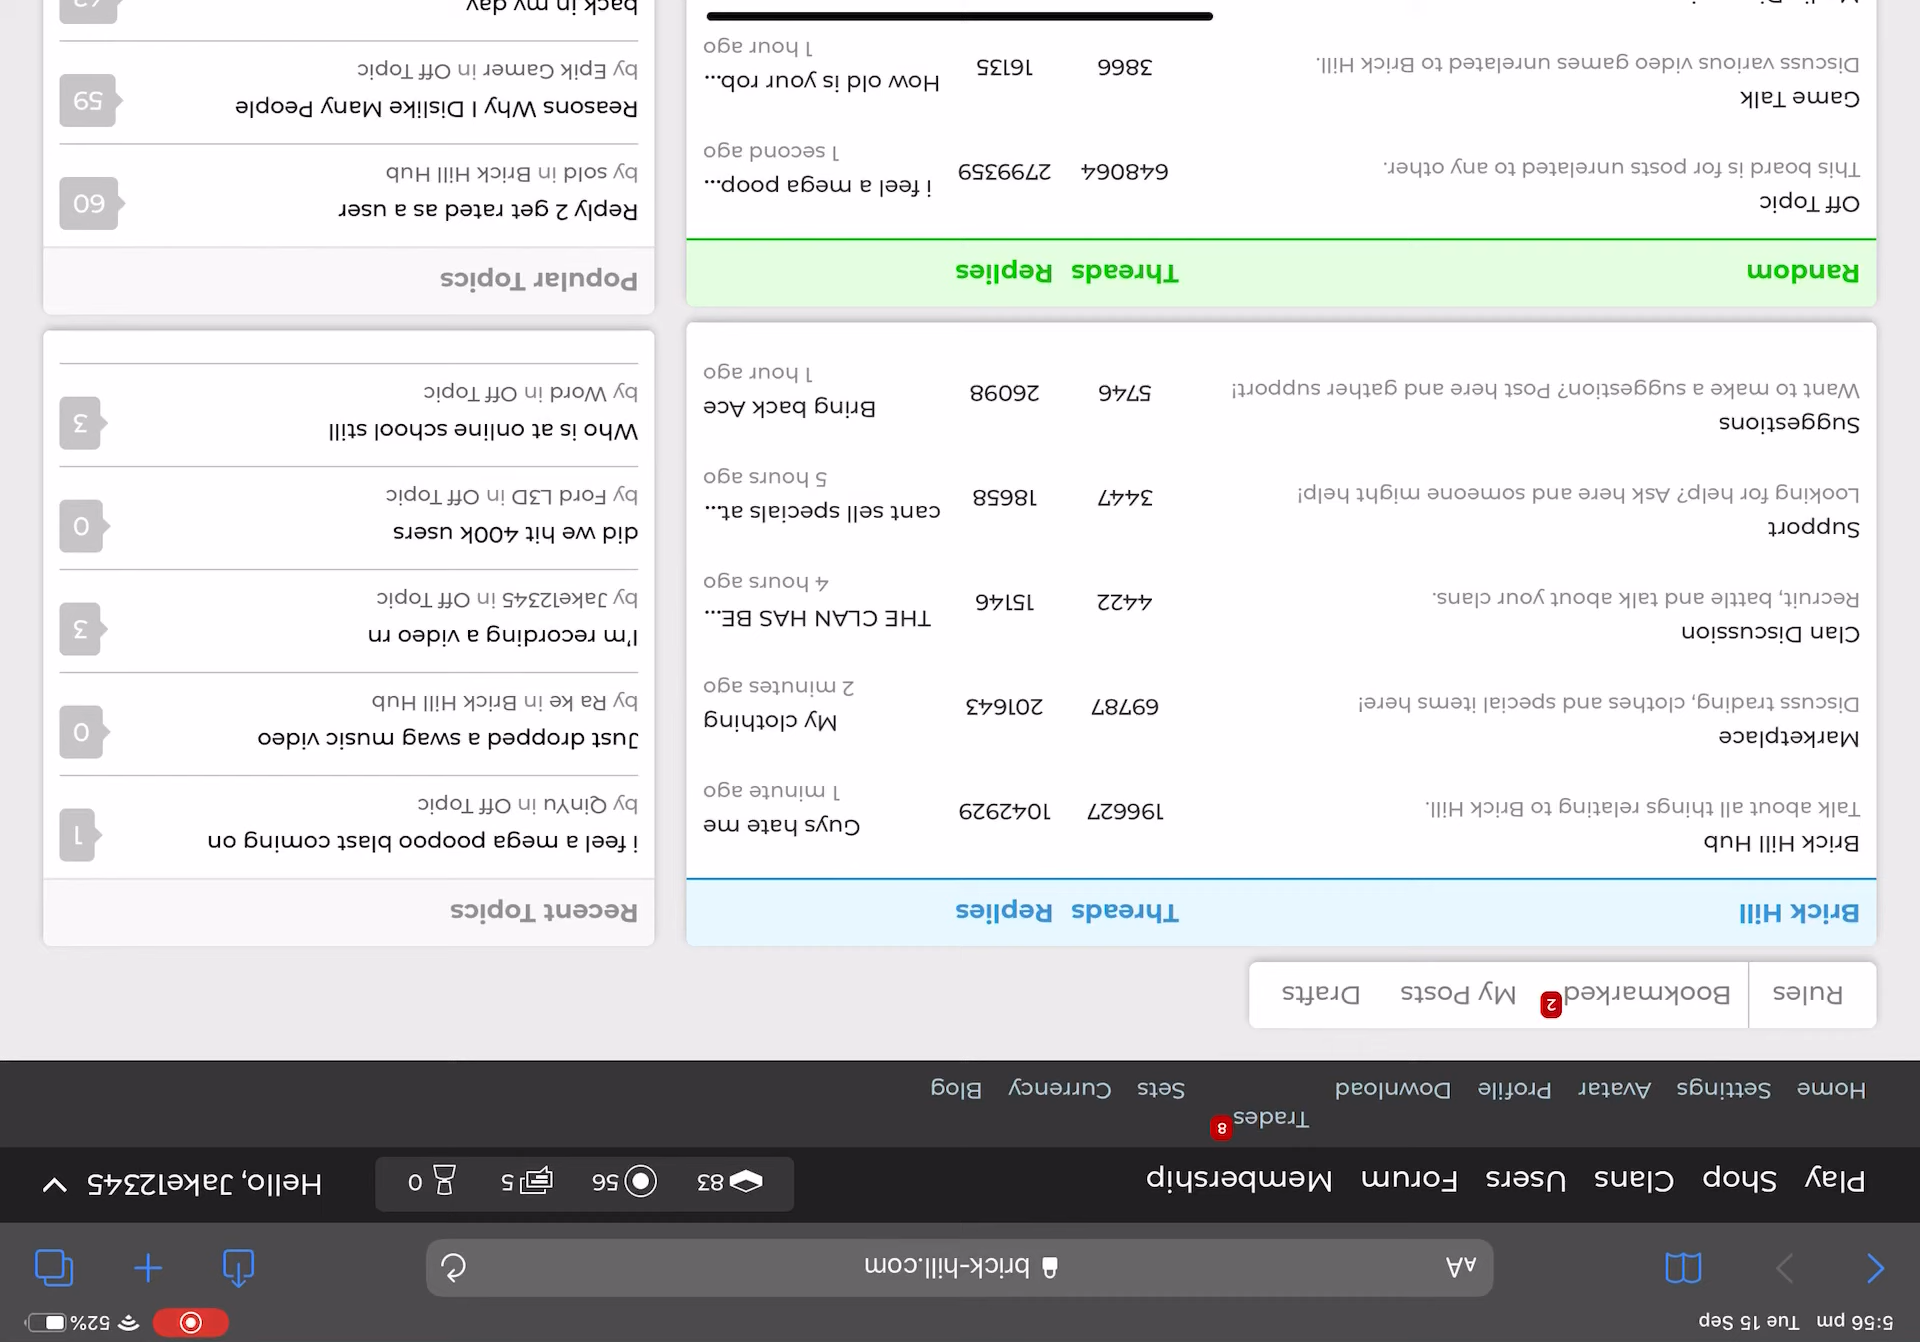 5:56 pm Tue 15 Sep
52%
AA
brick-hill.com
Play Shop Clans Users Forum Membership
83 56 5 0
Hello, Jake12345
Home Settings Avatar Profile Download Trades 8 Sets Currency Blog
Rules Bookmarked 2 My Posts Drafts
Brick Hill Threads Replies
Brick Hill Hub
Talk about all things relating to Brick Hill.
196627 1042929
Guys hate me
1 minute ago
Marketplace
Discuss trading, clothes and special items here!
69787 201643
My clothing
2 minutes ago
Clan Discussion
Recruit, battle and talk about your clans.
4422 15146
THE CLAN HAS BE...
4 hours ago
Support
Looking for help? Ask here and someone might help!
3447 18658
cant sell specials at...
5 hours ago
Suggestions
Want to make a suggestion? Post here and gather support!
5746 26098
Bring back Ace
1 hour ago
Random Threads Replies
Off Topic
This board is for posts unrelated to any other.
648064 2799359
i feel a mega poop...
1 second ago
Game Talk
Discuss various video games unrelated to Brick Hill.
3866 16135
How old is your rob...
1 hour ago
Recent Topics
i feel a mega poopoo blast coming on
by QinYu in Off Topic
1
Just dropped a swag music video
by Ra ke in Brick Hill Hub
0
I'm recording a video rn
by Jake12345 in Off Topic
3
did we hit 400k users
by Ford L3D in Off Topic
0
Who is at online school still
by Word in Off Topic
3
Popular Topics
Reply 2 get rated as a user
by sold in Brick Hill Hub
60
Reasons Why I Dislike Many People
by Epik Gamer in Off Topic
59
back in my day